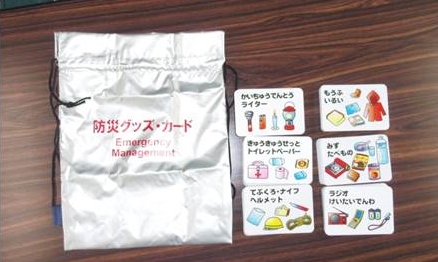 防災グッズ・カード
Emergency
Management
かいちゅうでんとう
ライター
もうふ
いるい
きゅうきゅうせっと
トイレットペーパー
みず
たべもの
てぶくろ・ナイフ
ヘルメット
ラジオ
けいたいでんわ